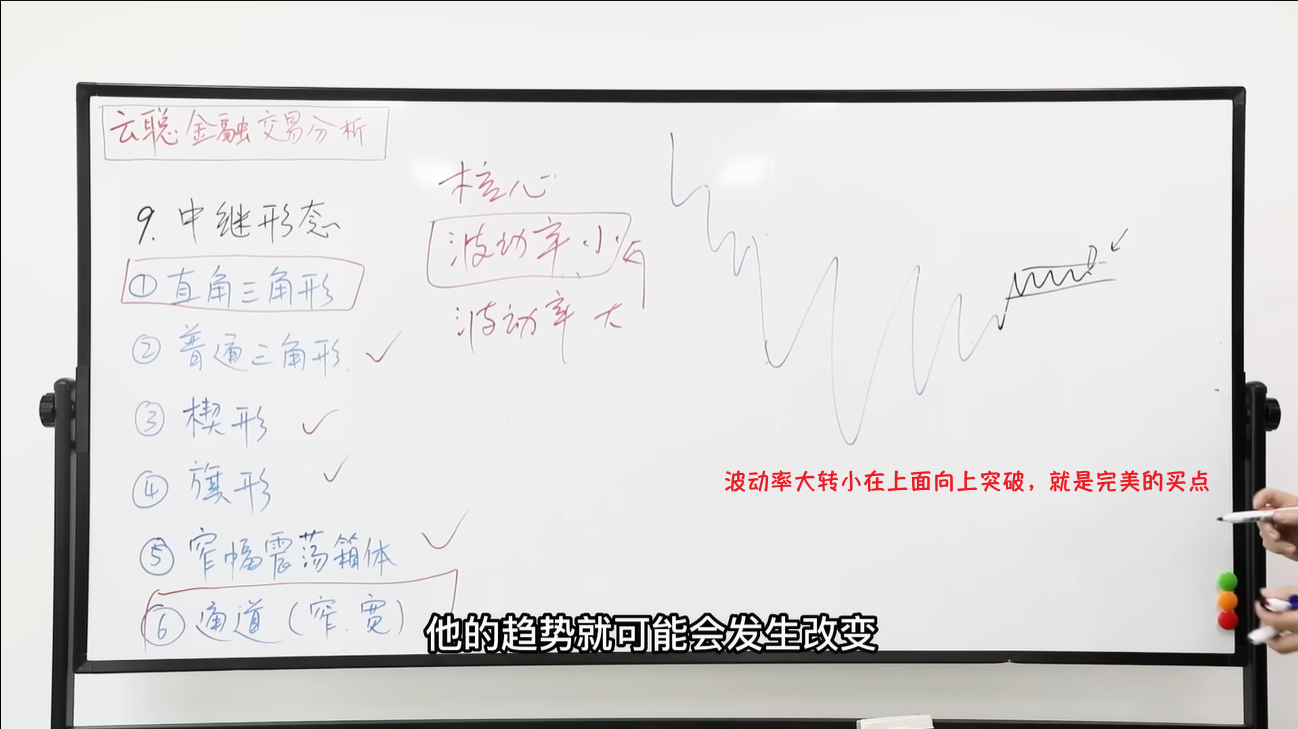 云聪金融交易分析
9. 中继形态
① 直角三角形
② 普通三角形 ✓
③ 楔形 ✓
④ 旗形 ✓
⑤ 窄幅震荡箱体 ✓
⑥ 通道(窄.宽)
核心
波动率小
波动率大
波动率大转小在上面向上突破，就是完美的买点
他的趋势就可能会发生改变